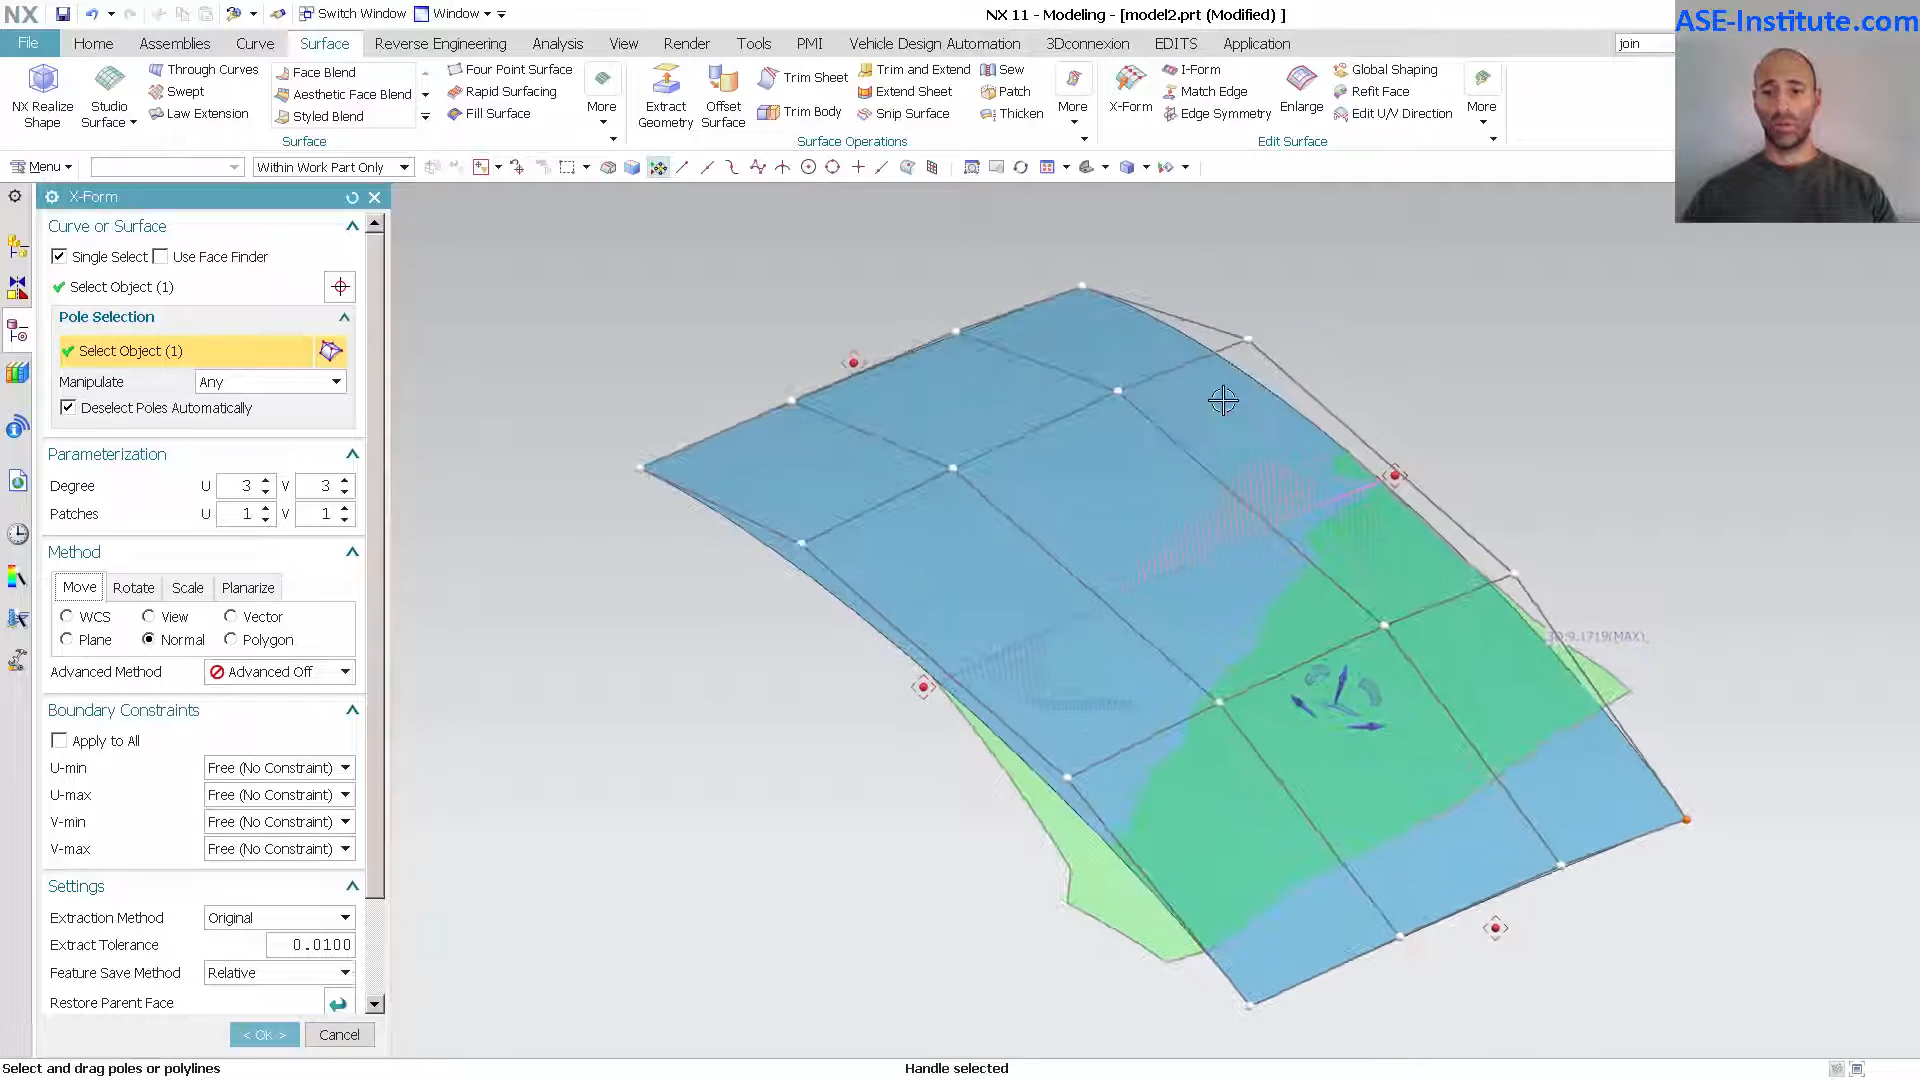 NX
Switch Window
Window
NX 11 - Modeling - [model2.prt (Modified) ]
ASE-Institute.com
File
Home
Assemblies
Curve
Surface
Reverse Engineering
Analysis
View
Render
Tools
PMI
Vehicle Design Automation
3Dconnexion
EDITS
Application
join
NX Realize
Shape
Studio
Surface
Through Curves
Swept
Law Extension
Face Blend
Aesthetic Face Blend
Styled Blend
Four Point Surface
Rapid Surfacing
Fill Surface
More
Surface
Extract
Geometry
Offset
Surface
Trim Sheet
Trim Body
Trim and Extend
Extend Sheet
Snip Surface
Sew
Patch
Thicken
More
Surface Operations
X-Form
I-Form
Match Edge
Edge Symmetry
Enlarge
Global Shaping
Refit Face
Edit U/V Direction
More
Edit Surface
Menu
Within Work Part Only
X-Form
Curve or Surface
Single Select
Use Face Finder
Select Object (1)
Pole Selection
Select Object (1)
Manipulate
Any
Deselect Poles Automatically
Parameterization
Degree U 3 V 3
Patches U 1 V 1
Method
Move Rotate Scale Planarize
WCS View Vector
Plane Normal Polygon
Advanced Method Advanced Off
Boundary Constraints
Apply to All
U-min Free (No Constraint)
U-max Free (No Constraint)
V-min Free (No Constraint)
V-max Free (No Constraint)
Settings
Extraction Method Original
Extract Tolerance 0.0100
Feature Save Method Relative
Restore Parent Face
< Ok > Cancel
3D:9.1719(MAX)
Select and drag poles or polylines
Handle selected